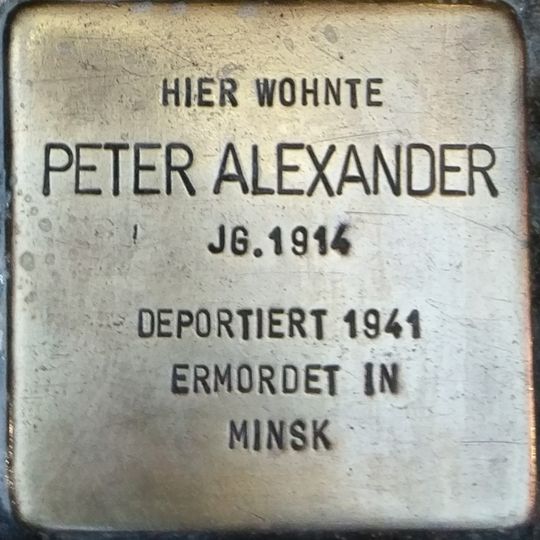 HIER WOHNTE
PETER ALEXANDER
JG.1914
DEPORTIERT 1941
ERMORDET IN
MINSK